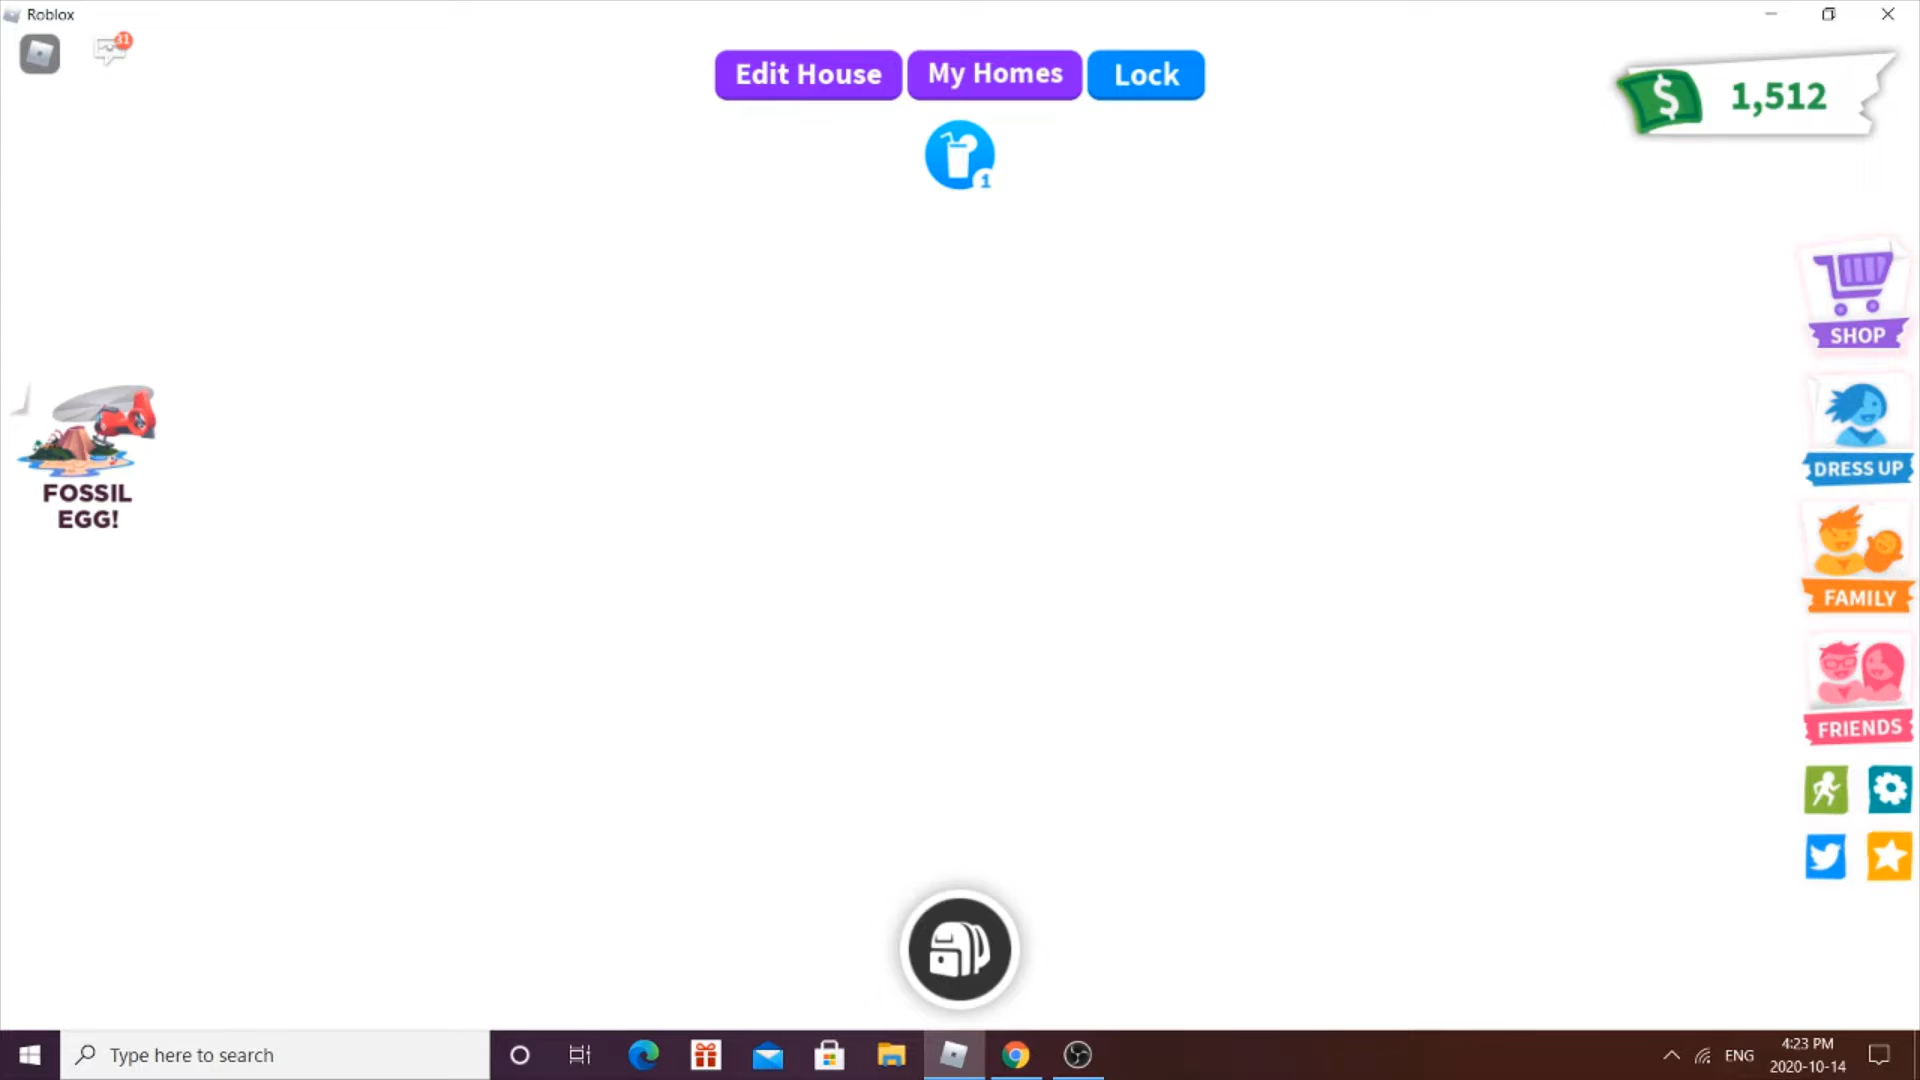 Roblox
31
Edit House
My Homes
Lock
1
$ 1,512
SHOP
DRESS UP
FAMILY
FRIENDS
FOSSIL
EGG!
Type here to search
ENG
4:23 PM
2020-10-14